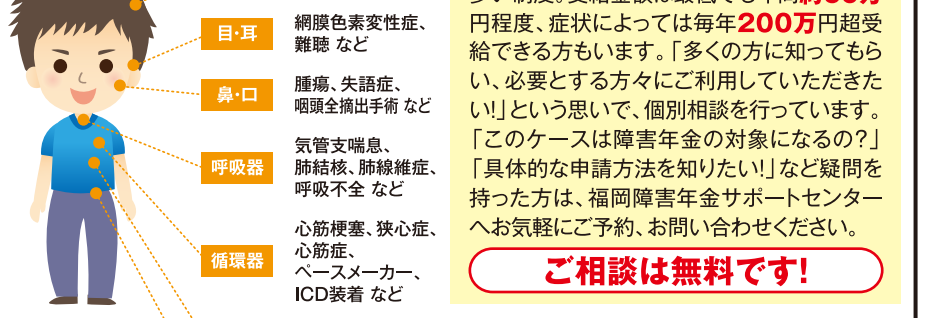 目・耳
網膜色素変性症、
難聴 など
鼻・口
腫瘍、失語症、
咽頭全摘出手術 など
呼吸器
気管支喘息、
肺結核、肺線維症、
呼吸不全 など
循環器
心筋梗塞、狭心症、
心筋症、
ペースメーカー、
ICD装着 など
円程度、症状によっては毎年200万円超受
給できる方もいます。「多くの方に知ってもら
い、必要とする方々にご利用していただきた
い!」という思いで、個別相談を行っています。
「このケースは障害年金の対象になるの?」
「具体的な申請方法を知りたい!」など疑問を
持った方は、福岡障害年金サポートセンター
へお気軽にご予約、お問い合わせください。
ご相談は無料です!